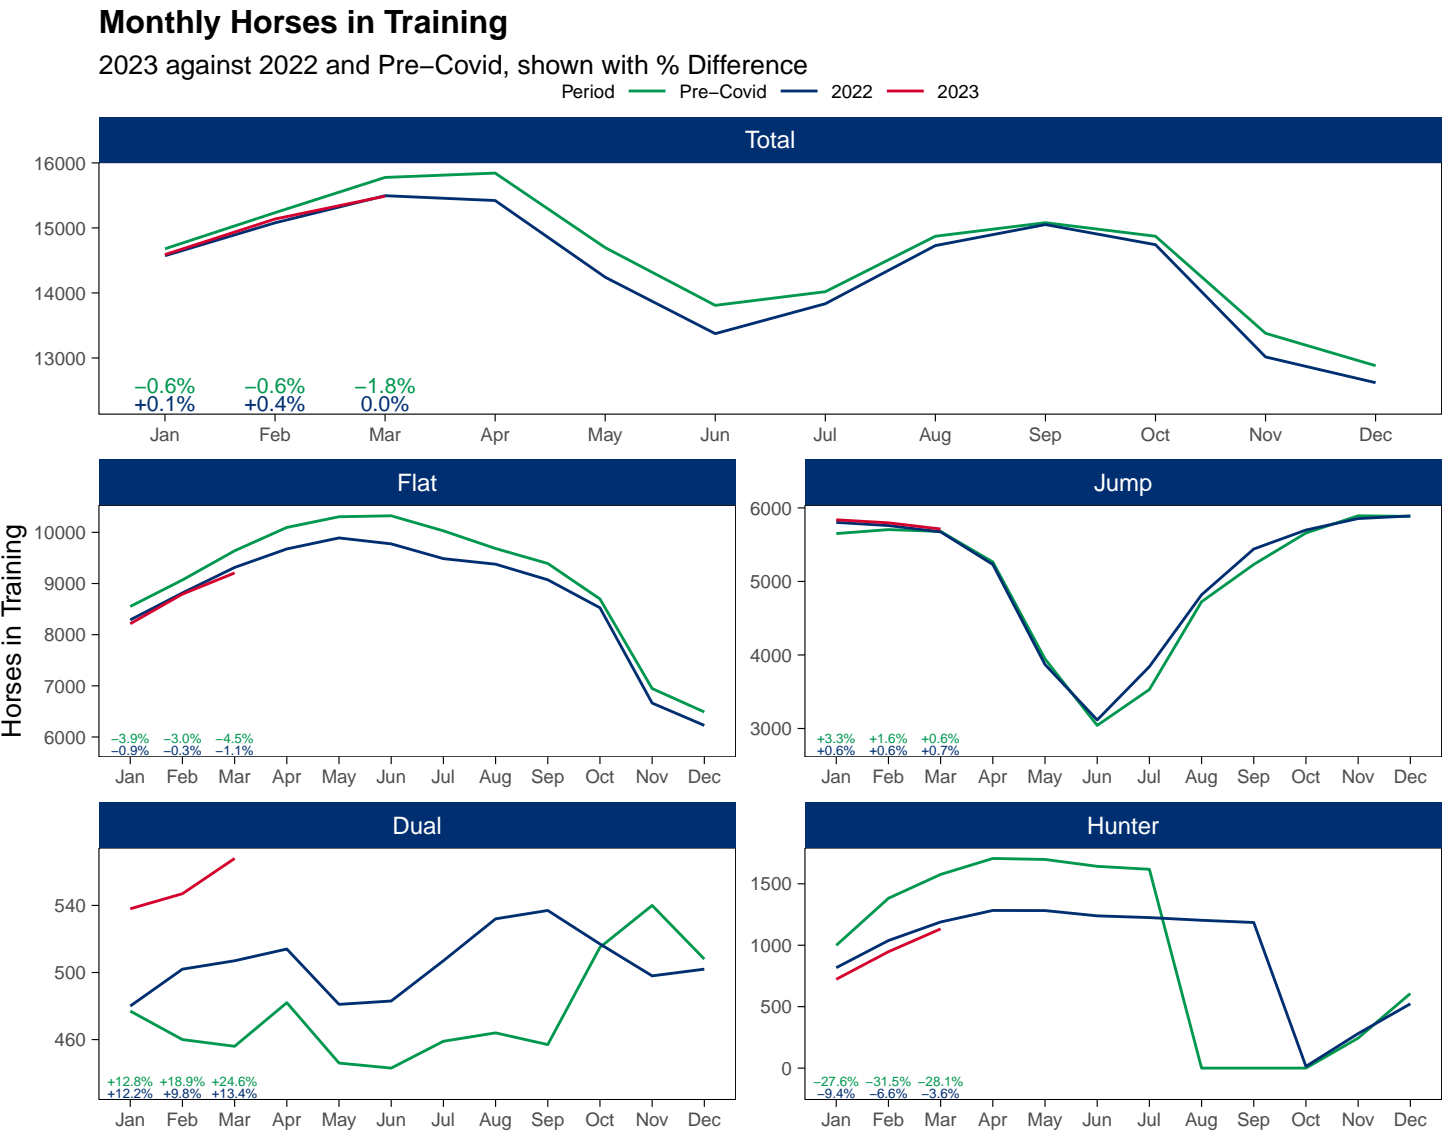 Monthly Horses in Training
2023 against 2022 and Pre−Covid, shown with % Difference
Period Pre−Covid 2022 2023
Total
16000
15000
14000
13000
−0.6% −0.6% −1.8%
+0.1% +0.4% 0.0%
Jan Feb Mar Apr May Jun Jul Aug Sep Oct Nov Dec
Horses in Training
Flat
10000
9000
8000
7000
6000
−3.9% −3.0% −4.5%
−0.9% −0.3% −1.1%
Jan Feb Mar Apr May Jun Jul Aug Sep Oct Nov Dec
Jump
6000
5000
4000
3000
+3.3% +1.6% +0.6%
+0.6% +0.6% +0.7%
Jan Feb Mar Apr May Jun Jul Aug Sep Oct Nov Dec
Dual
540
500
460
+12.8% +18.9% +24.6%
+12.2% +9.8% +13.4%
Jan Feb Mar Apr May Jun Jul Aug Sep Oct Nov Dec
Hunter
1500
1000
500
0
−27.6% −31.5% −28.1%
−9.4% −6.6% −3.6%
Jan Feb Mar Apr May Jun Jul Aug Sep Oct Nov Dec